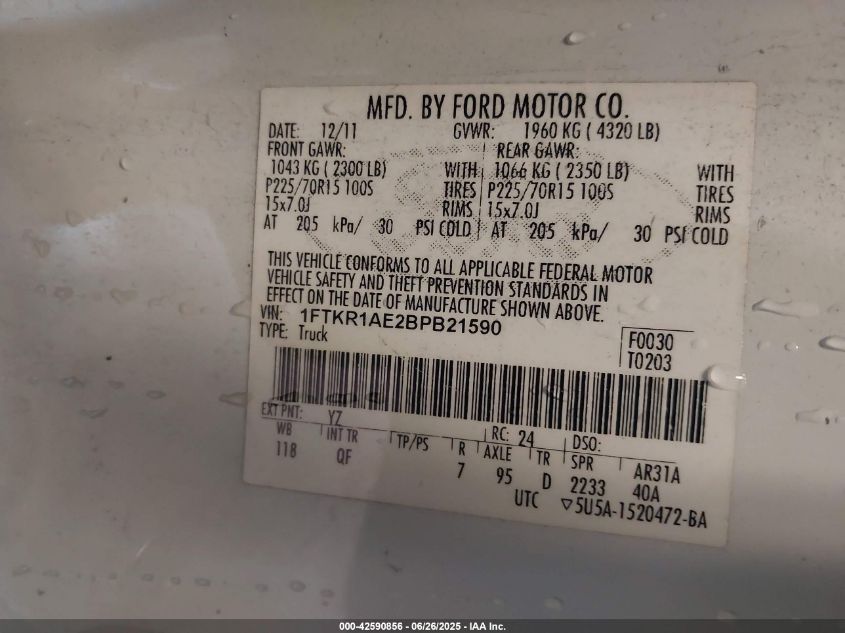 MFD. BY FORD MOTOR CO.
DATE: 12/11 GVWR: 1960 KG ( 4320 LB)
FRONT GAWR: REAR GAWR:
1043 KG ( 2300 LB) WITH 1066 KG ( 2350 LB) WITH
P225/70R15 100S TIRES P225/70R15 100S TIRES
15x7.0J RIMS 15x7.0J RIMS
AT 205 kPa/ 30 PSI COLD AT 205 kPa/ 30 PSI COLD
THIS VEHICLE CONFORMS TO ALL APPLICABLE FEDERAL MOTOR
VEHICLE SAFETY AND THEFT PREVENTION STANDARDS IN
EFFECT ON THE DATE OF MANUFACTURE SHOWN ABOVE.
VIN: 1FTKR1AE2BPB21590
TYPE: Truck
F0030
T0203
EXT PNT: YZ RC: 24 DSO:
WB INT TR TP/PS R AXLE TR SPR AR31A
118 QF 7 95 D 2233 40A
UTC ▽5U5A-1520472-BA
000-42590856 - 06/26/2025 - IAA Inc.